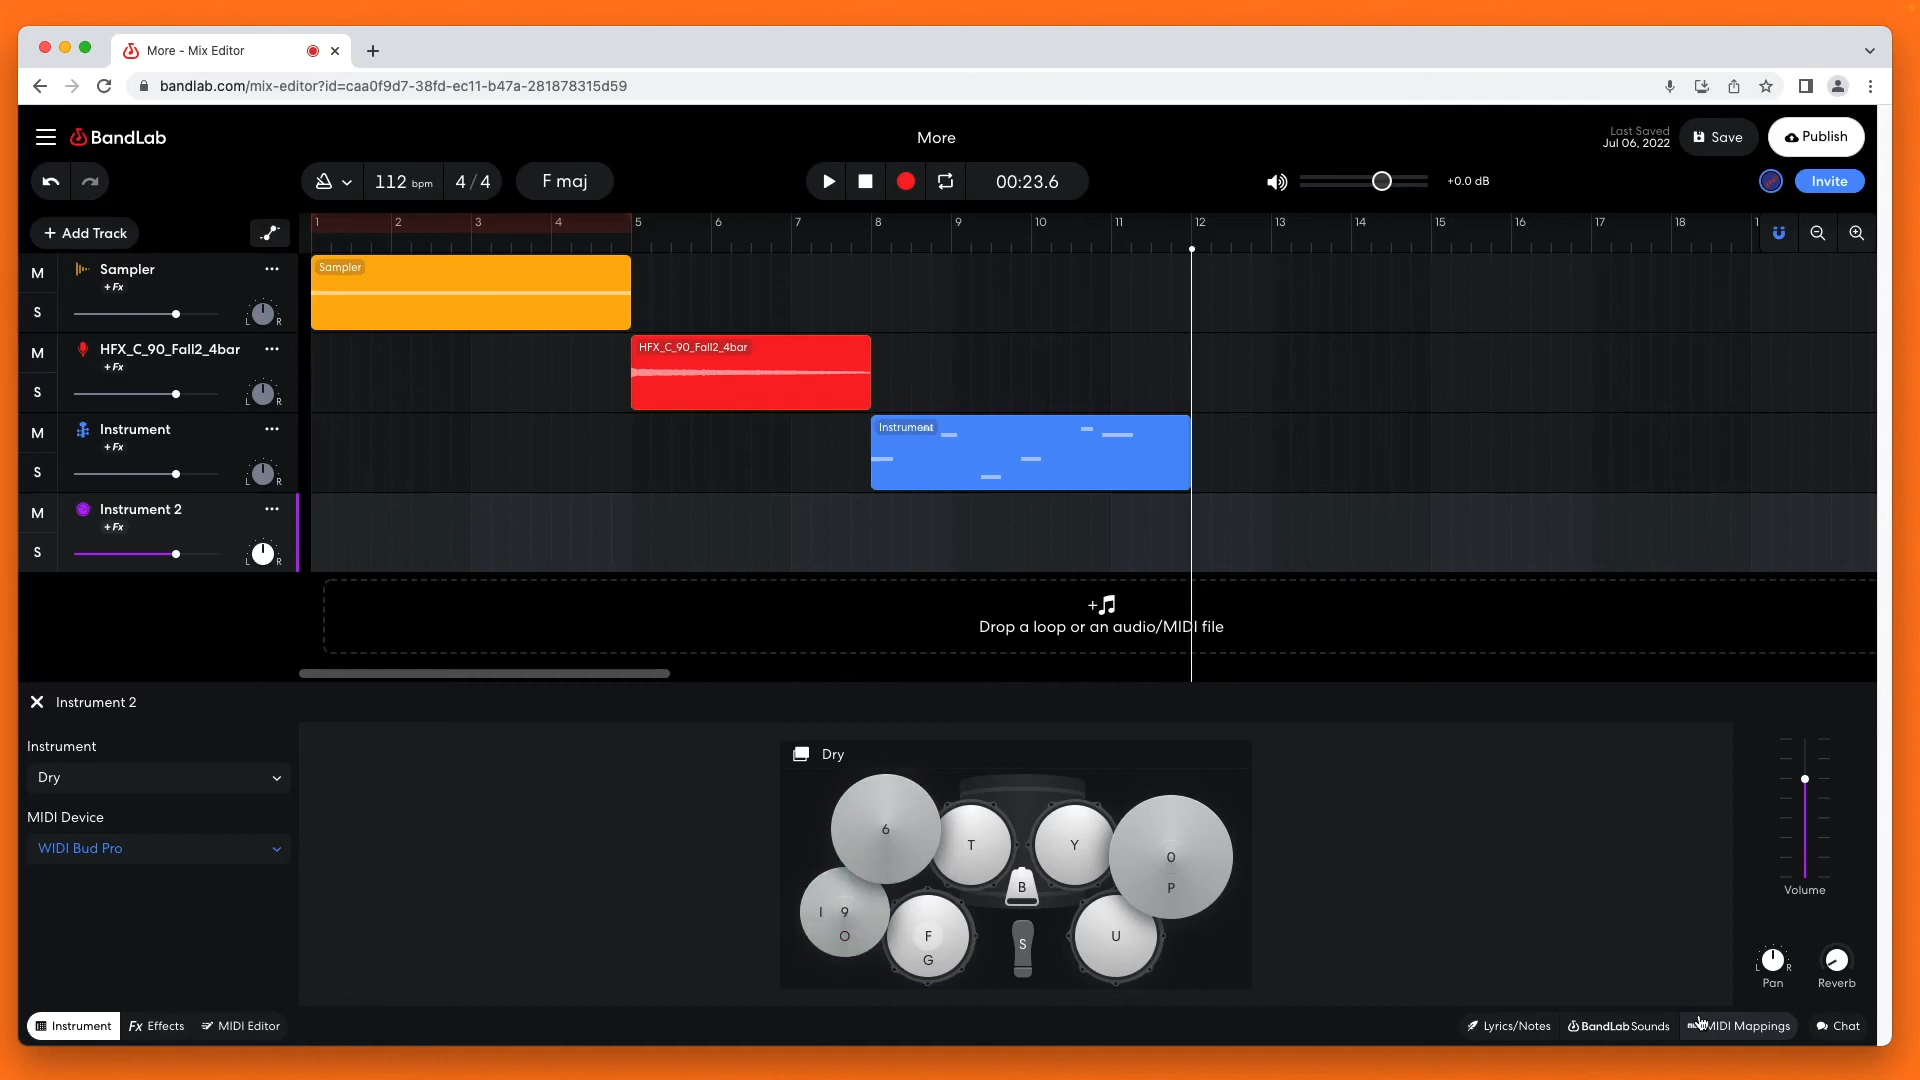 More - Mix Editor
bandlab.com/mix-editor?id=caa0f9d7-38fd-ec11-b47a-281878315d59
BandLab
More
Last Saved
Jul 06, 2022
Save
Publish
112 bpm
4/4
F maj
00:23.6
+0.0 dB
Invite
+ Add Track
1 2 3 4 5 6 7 8 9 10 11 12 13 14 15 16 17 18 1
M Sampler
+Fx
S
L R
Sampler
M HFX_C_90_Fall2_4bar
+Fx
S
L R
HFX_C_90_Fall2_4bar
M Instrument
+Fx
S
L R
Instrument
M Instrument 2
+Fx
S
L R
Drop a loop or an audio/MIDI file
Instrument 2
Instrument
Dry
MIDI Device
WIDI Bud Pro
Dry
6
T
Y
0
P
B
I 9
O
F
G
S
U
Volume
L R
Pan
Reverb
Instrument
Fx Effects
MIDI Editor
Lyrics/Notes
BandLab Sounds
MIDI Mappings
Chat